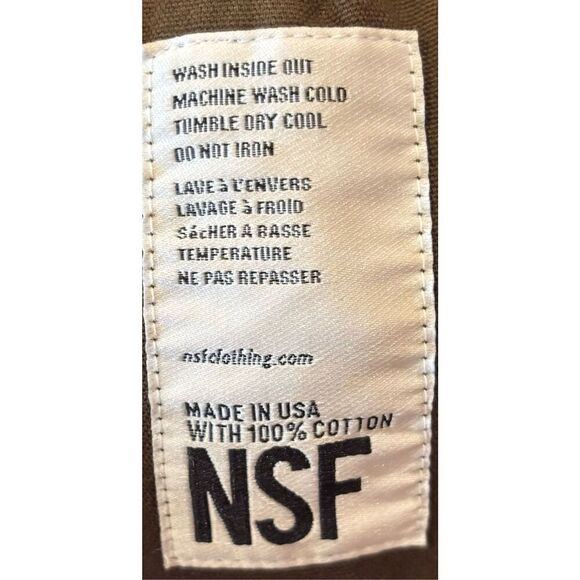 WASH INSIDE OUT
MACHINE WASH COLD
TUMBLE DRY COOL
DO NOT IRON
LAVE à L'ENVERS
LAVAGE à FROID
SéCHER A BASSE
TEMPERATURE
NE PAS REPASSER
nsfclothing.com
MADE IN USA
WITH 100% COTTON
NSF